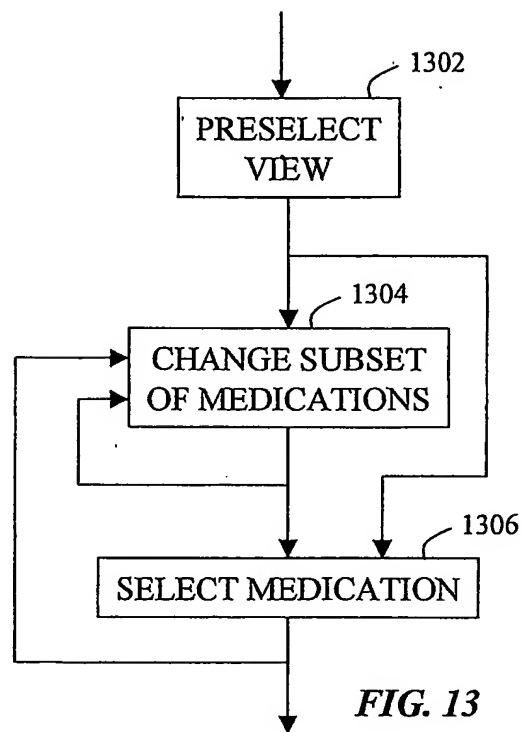 1302
PRESELECT
VIEW
1304
CHANGE SUBSET
OF MEDICATIONS
1306
SELECT MEDICATION
FIG. 13